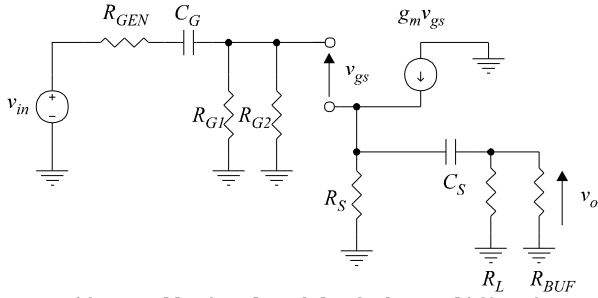 R_GEN
C_G
g_m v_gs
v_in
+
−
R_G1
R_G2
v_gs
R_S
C_S
v_o
R_L
R_BUF